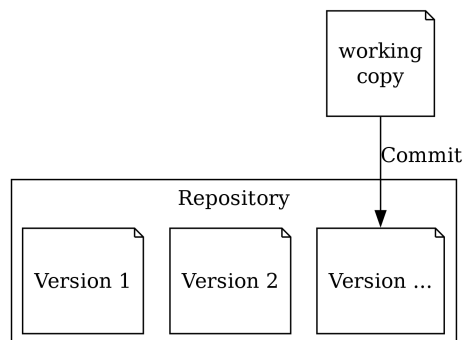 working
copy
Commit
Repository
Version 1
Version 2
Version ...